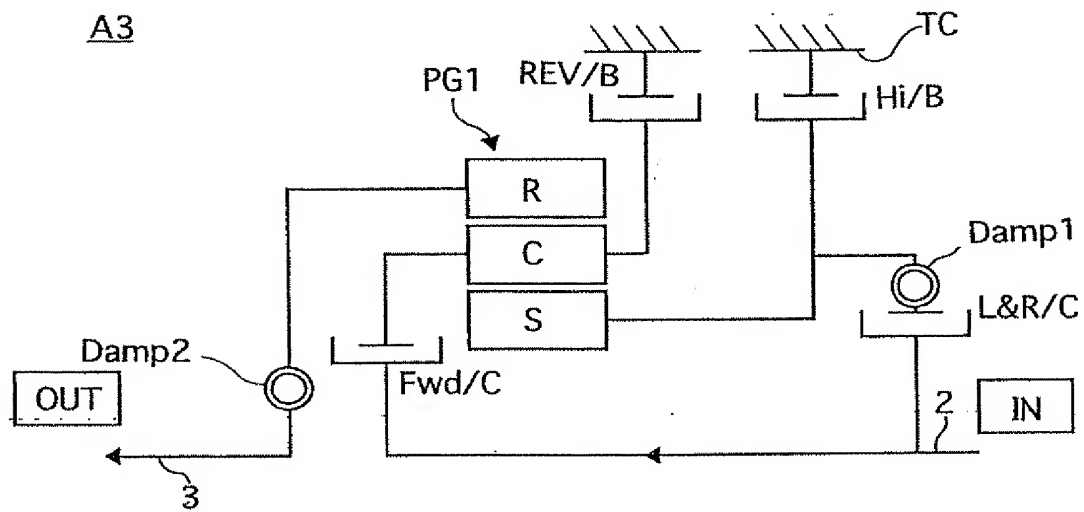 A3
TC
REV/B
PG1
Hi/B
R
C
Damp1
S
L&R/C
Damp2
Fwd/C
OUT
2
IN
3